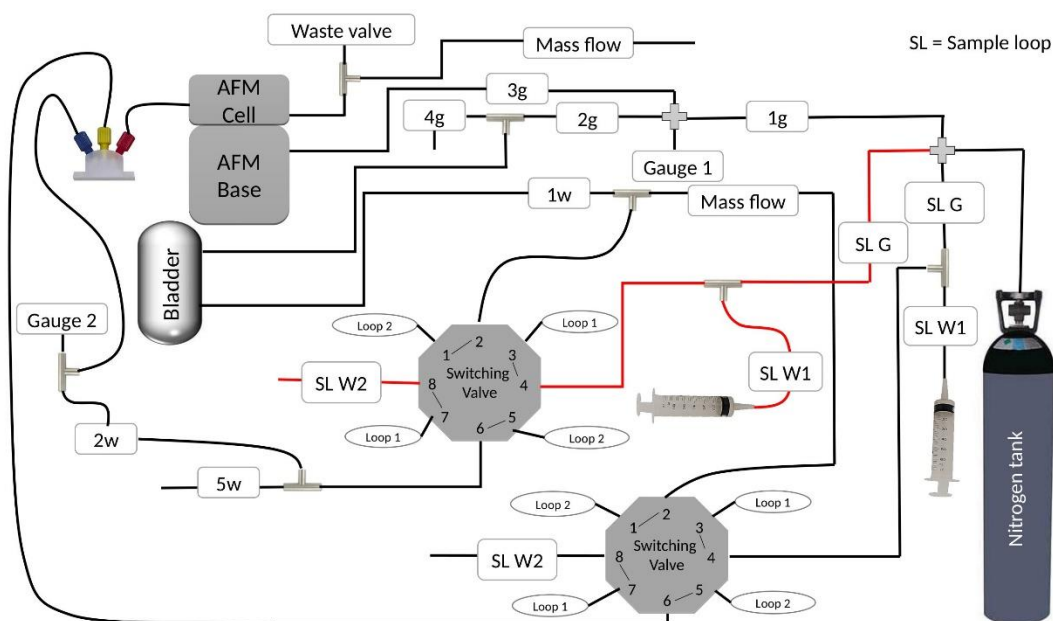 Waste valve
Mass flow
SL = Sample loop
AFM
Cell
3g
4g
2g
1g
AFM
Base
Gauge 1
1w
Mass flow
SL G
SL G
Bladder
Gauge 2
Loop 2
Loop 1
SL W1
1 2 3 4 5 6 7 8
Switching
Valve
SL W2
SL W1
Loop 1
Loop 2
2w
5w
Nitrogen tank
Loop 2
Loop 1
1 2 3 4 5 6 7 8
Switching
Valve
SL W2
Loop 1
Loop 2